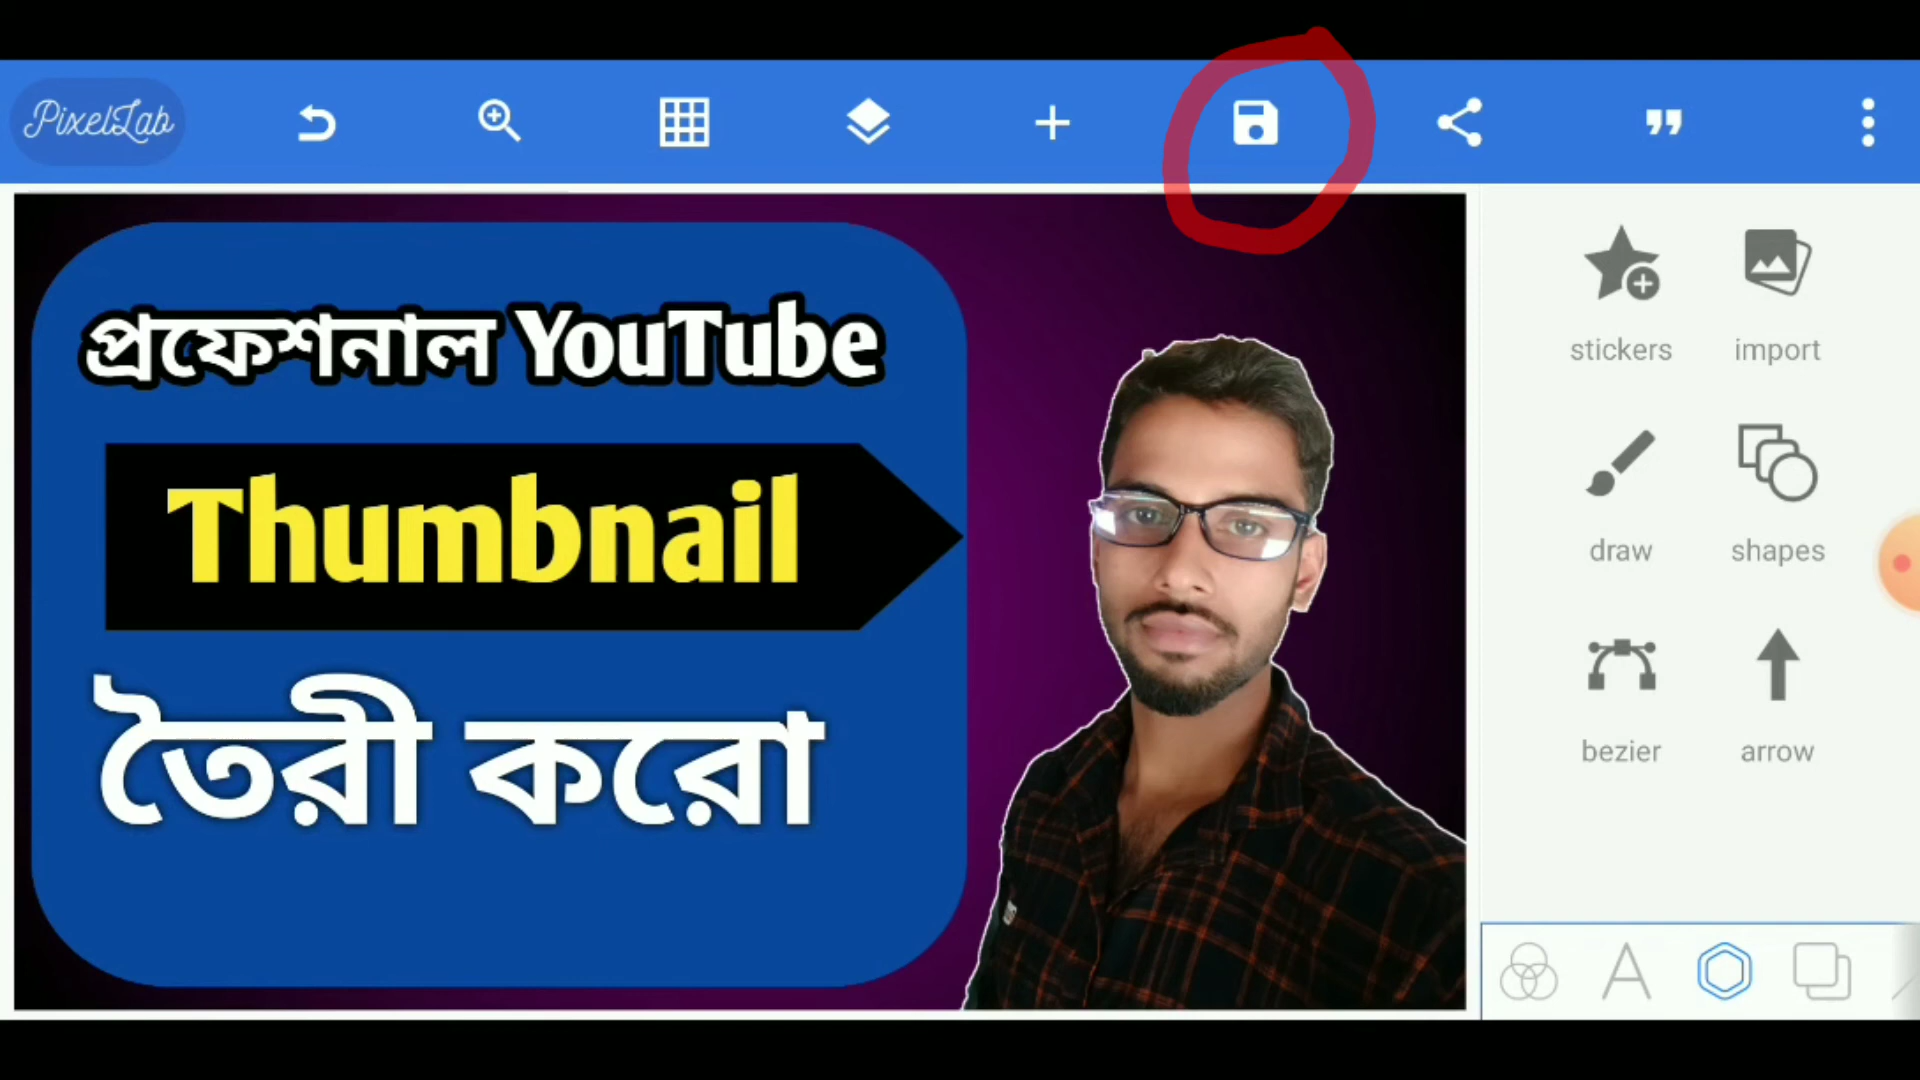 PixelLab
প্রফেশনাল YouTube
Thumbnail
তৈরী করো
stickers import
draw shapes
bezier arrow